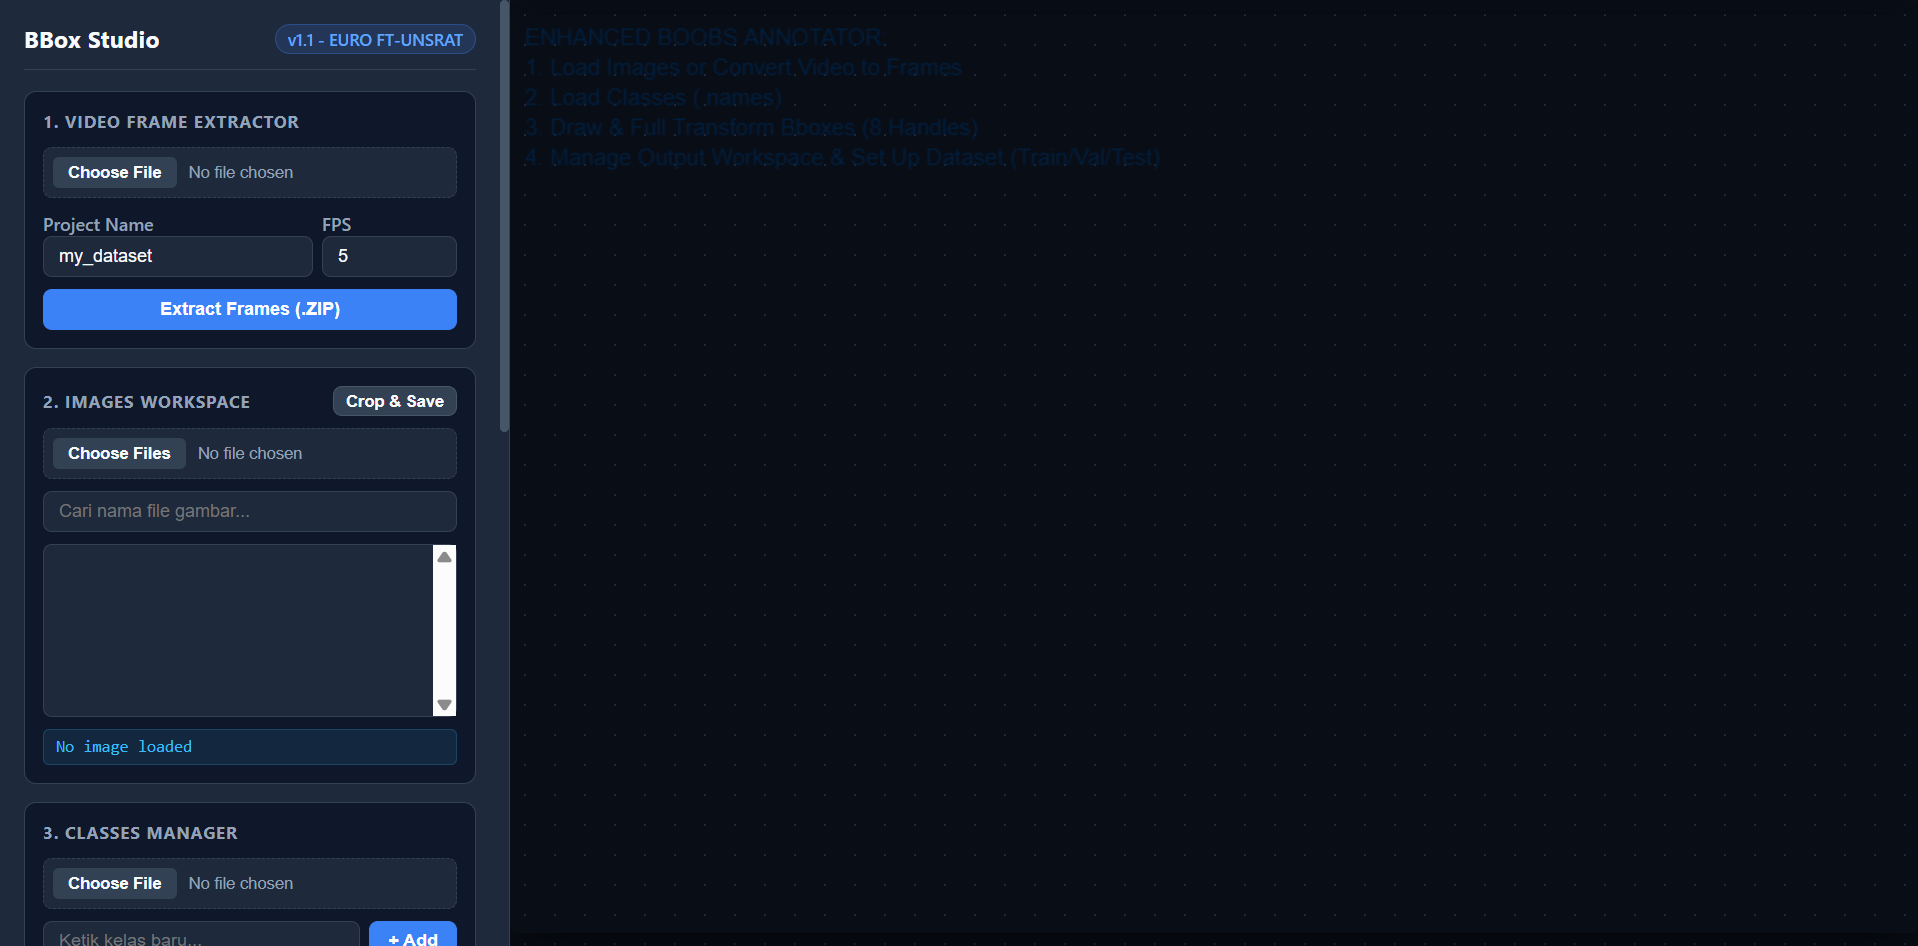 BBox Studio
v1.1 - EURO FT-UNSRAT
1. VIDEO FRAME EXTRACTOR
Choose File No file chosen
Project Name FPS
my_dataset 5
Extract Frames (.ZIP)
2. IMAGES WORKSPACE Crop & Save
Choose Files No file chosen
Cari nama file gambar...
No image loaded
3. CLASSES MANAGER
Choose File No file chosen
Ketik kelas baru... + Add
ENHANCED BOOBS ANNOTATOR:
1. Load Images or Convert Video to Frames
2. Load Classes (.names)
3. Draw & Full Transform Bboxes (8 Handles)
4. Manage Output Workspace & Set Up Dataset (Train/Val/Test)